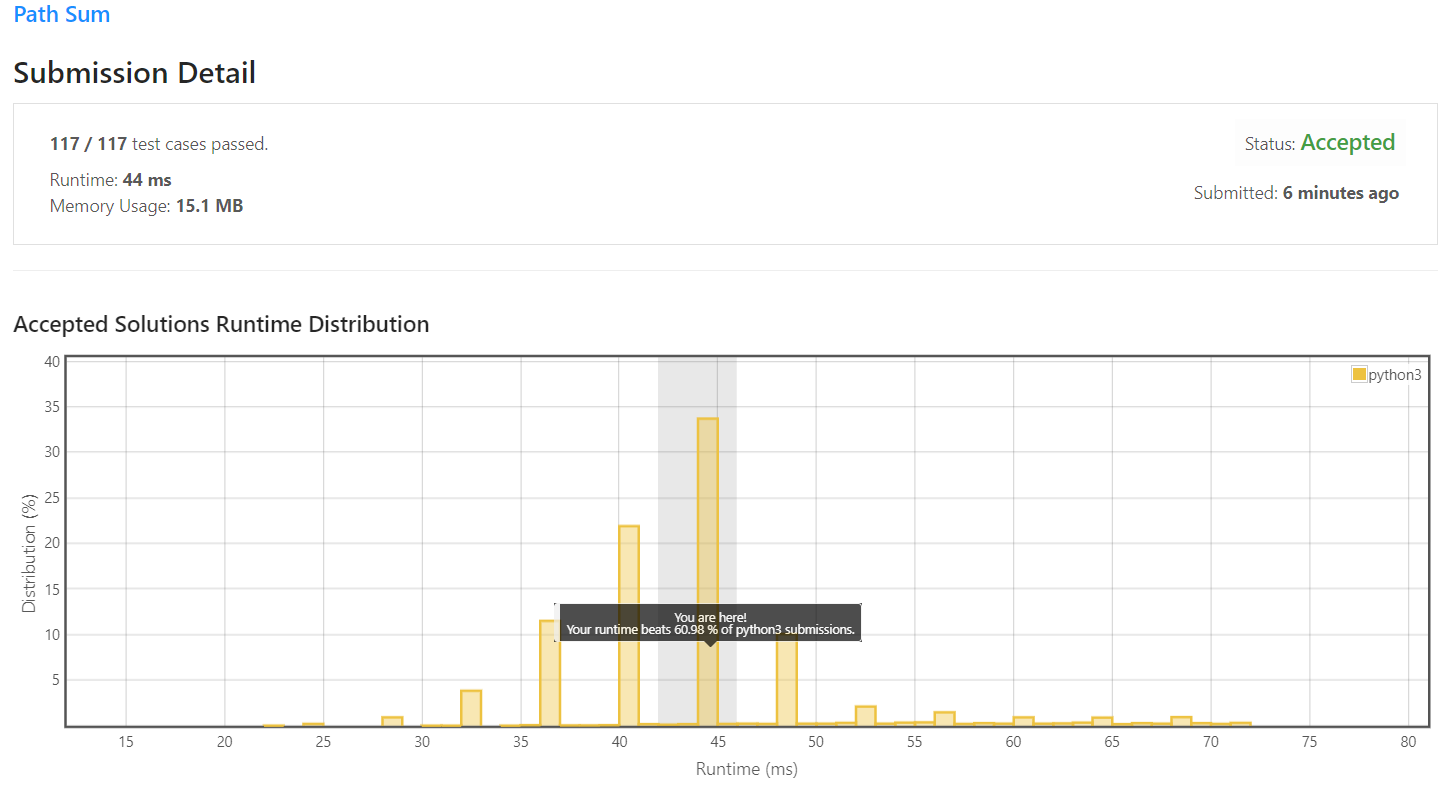 Path Sum
Submission Detail
117 / 117 test cases passed.
Status: Accepted
Runtime: 44 ms
Submitted: 6 minutes ago
Memory Usage: 15.1 MB
Accepted Solutions Runtime Distribution
40
35
30
25
20
15
10
5
Distribution (%)
python3
You are here!
Your runtime beats 60.98 % of python3 submissions.
15 20 25 30 35 40 45 50 55 60 65 70 75 80
Runtime (ms)